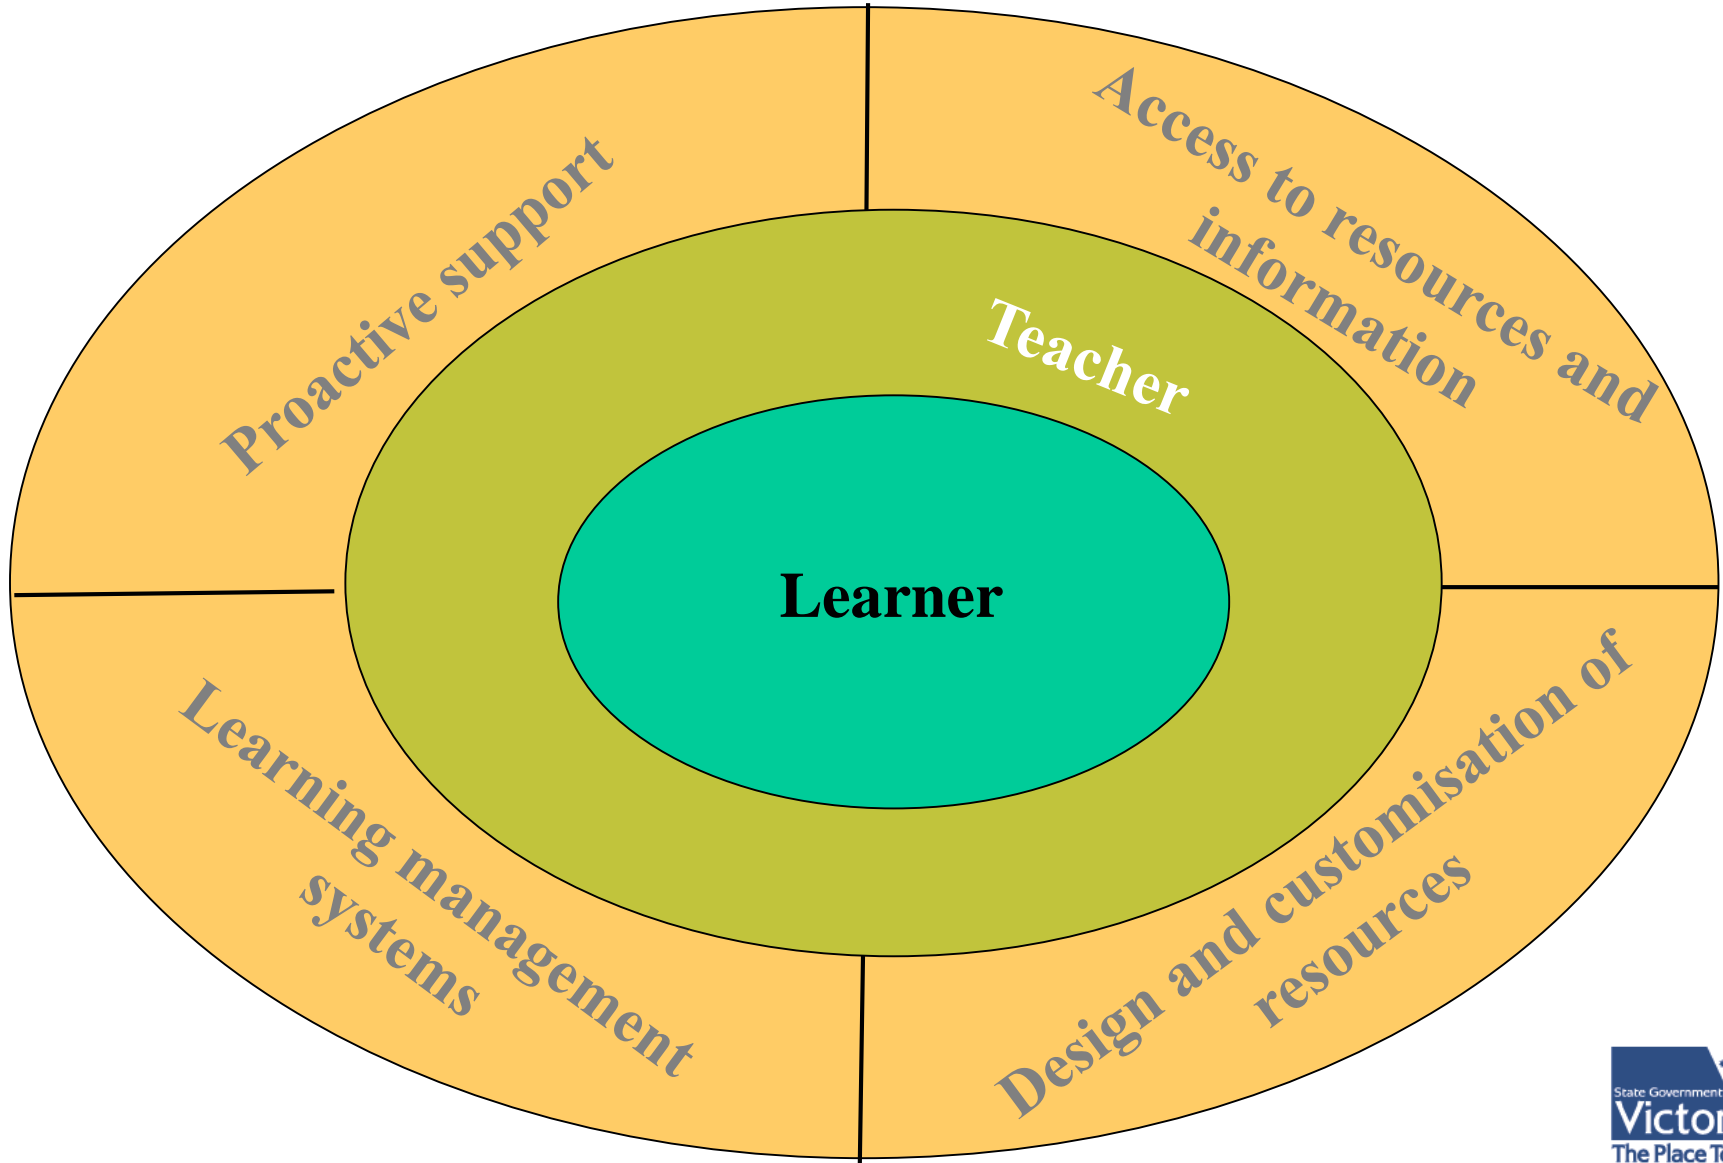 Proactive support
Access to resources and
information
Teacher
Learner
Learning management
systems
Design and customisation of
resources
State Government
Victor
The Place T